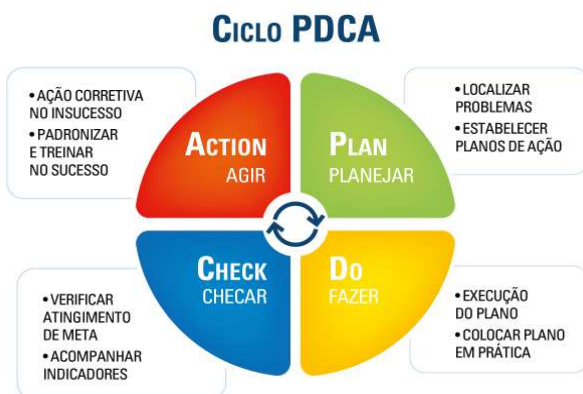 CICLO PDCA
• AÇÃO CORRETIVA
NO INSUCESSO
• PADRONIZAR
E TREINAR
NO SUCESSO
ACTION
AGIR
PLAN
PLANEJAR
• LOCALIZAR
PROBLEMAS
• ESTABELECER
PLANOS DE AÇÃO
CHECK
CHECAR
DO
FAZER
• VERIFICAR
ATINGIMENTO
DE META
• ACOMPANHAR
INDICADORES
• EXECUÇÃO
DO PLANO
• COLOCAR PLANO
EM PRÁTICA